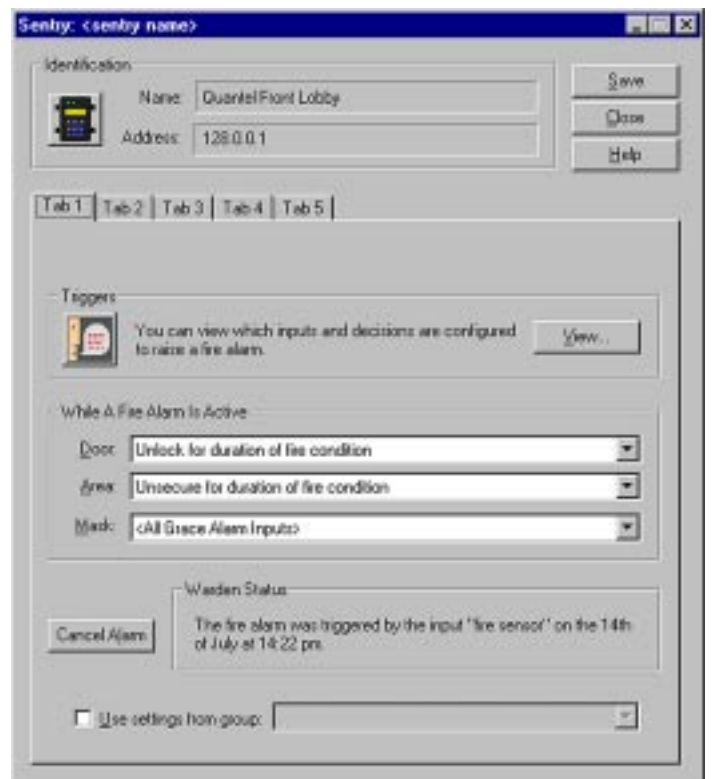 Sentry: <sentry name>
Identification
Name: Quantel Front Lobby
Address: 128.0.0.1
Save
Close
Help
Tab 1 Tab 2 Tab 3 Tab 4 Tab 5
Triggers
You can view which inputs and decisions are configured
to raise a fire alarm.
View...
While A Fire Alarm Is Active
Door: Unlock for duration of fire condition
Area: Unsecure for duration of fire condition
Mask: <All Grace Alarm Inputs>
Warden Status
Cancel Alarm
The fire alarm was triggered by the input "fire sensor" on the 14th
of July at 14:22 pm.
Use settings from group: